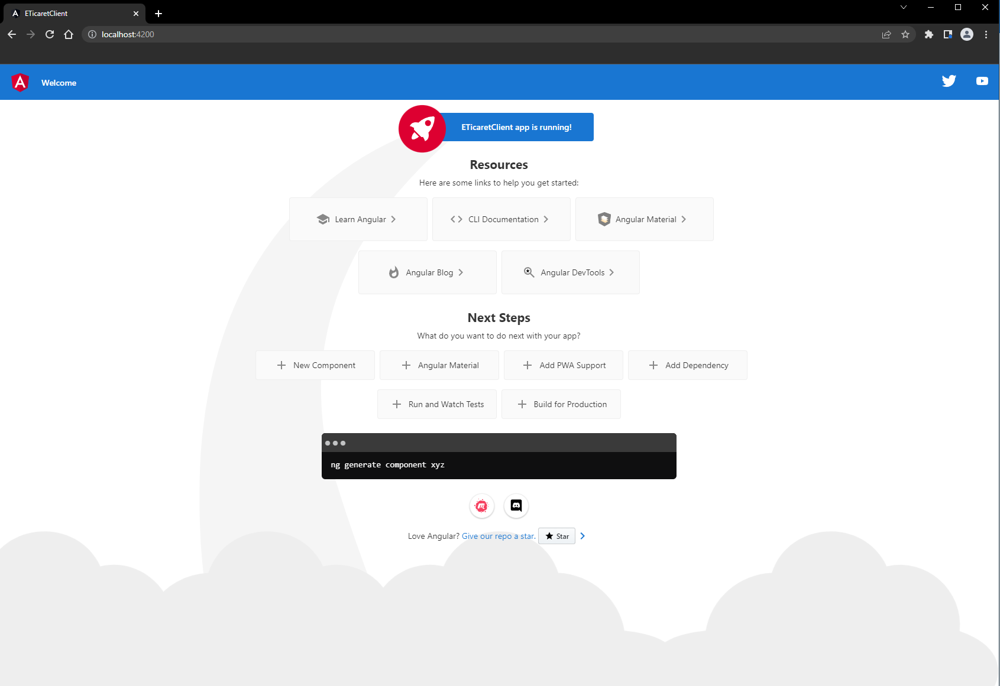 ETicaretClient
localhost:4200
Welcome
ETicaretClient app is running!
Resources
Here are some links to help you get started:
Learn Angular
CLI Documentation
Angular Material
Angular Blog
Angular DevTools
Next Steps
What do you want to do next with your app?
New Component
Angular Material
Add PWA Support
Add Dependency
Run and Watch Tests
Build for Production
ng generate component xyz
Love Angular? Give our repo a star. Star